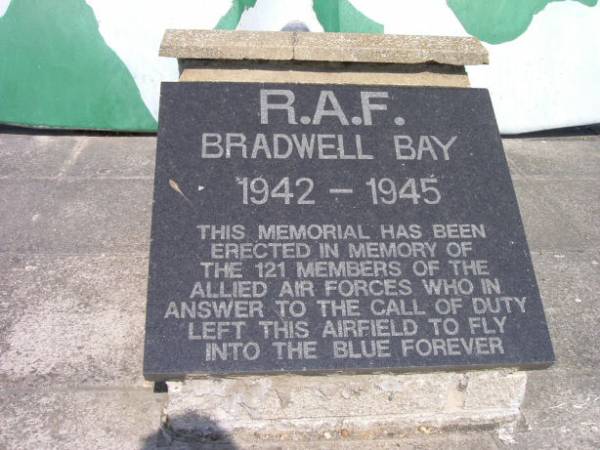 R.A.F.
BRADWELL BAY
1942 - 1945
THIS MEMORIAL HAS BEEN
ERECTED IN MEMORY OF
THE 121 MEMBERS OF THE
ALLIED AIR FORCES WHO IN
ANSWER TO THE CALL OF DUTY
LEFT THIS AIRFIELD TO FLY
INTO THE BLUE FOREVER